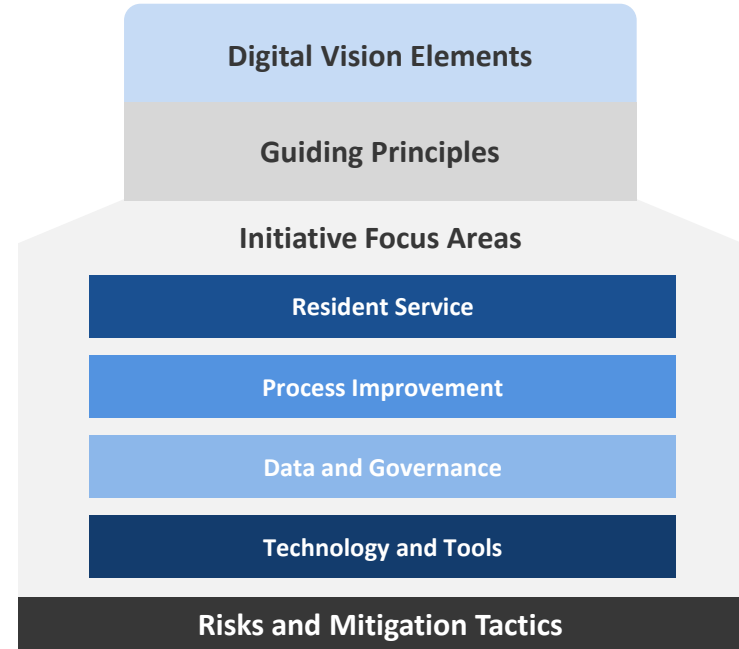 Digital Vision Elements
Guiding Principles
Initiative Focus Areas
Resident Service
Process Improvement
Data and Governance
Technology and Tools
Risks and Mitigation Tactics